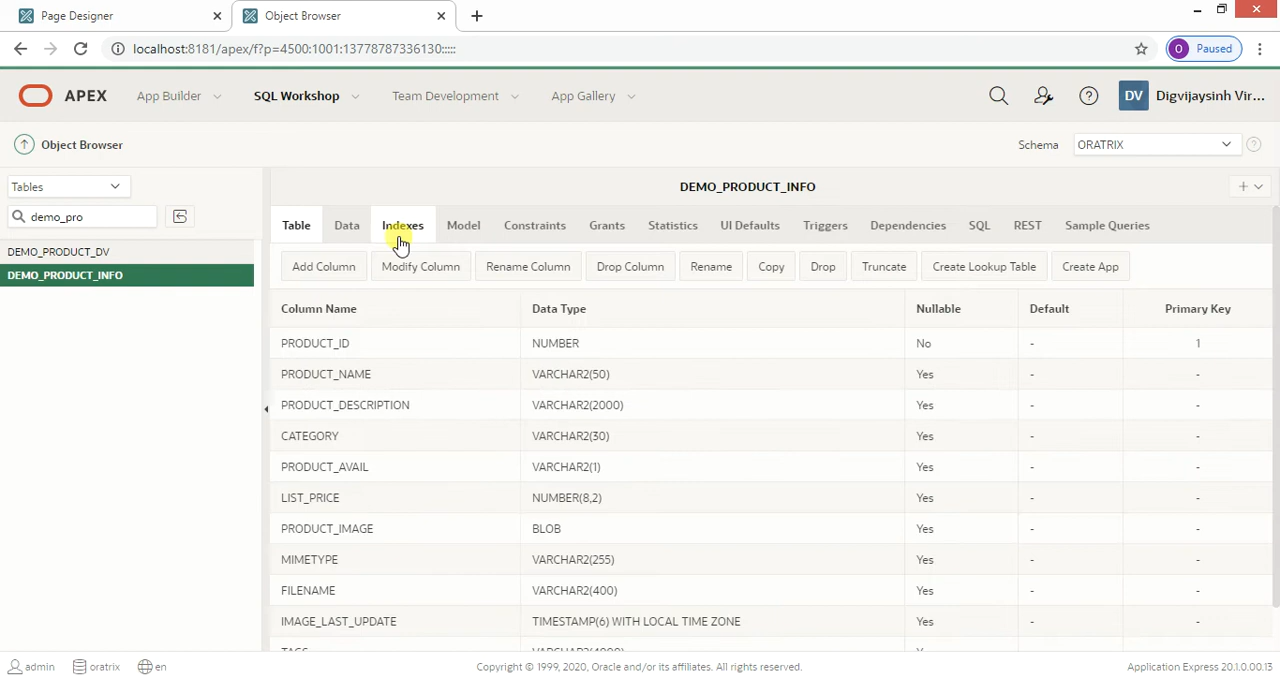 Page Designer
Object Browser
localhost:8181/apex/f?p=4500:1001:13778787336130:::::
O Paused
APEX App Builder SQL Workshop Team Development App Gallery DV Digvijaysinh Vir...
Object Browser Schema ORATRIX
Tables
demo_pro
DEMO_PRODUCT_DV
DEMO_PRODUCT_INFO
DEMO_PRODUCT_INFO
Table Data Indexes Model Constraints Grants Statistics UI Defaults Triggers Dependencies SQL REST Sample Queries
Add Column Modify Column Rename Column Drop Column Rename Copy Drop Truncate Create Lookup Table Create App
Column Name Data Type Nullable Default Primary Key
PRODUCT_ID NUMBER No - 1
PRODUCT_NAME VARCHAR2(50) Yes - -
PRODUCT_DESCRIPTION VARCHAR2(2000) Yes - -
CATEGORY VARCHAR2(30) Yes - -
PRODUCT_AVAIL VARCHAR2(1) Yes - -
LIST_PRICE NUMBER(8,2) Yes - -
PRODUCT_IMAGE BLOB Yes - -
MIMETYPE VARCHAR2(255) Yes - -
FILENAME VARCHAR2(400) Yes - -
IMAGE_LAST_UPDATE TIMESTAMP(6) WITH LOCAL TIME ZONE Yes - -
TAGS VARCHAR2(4000)
admin oratrix en Copyright © 1999, 2020, Oracle and/or its affiliates. All rights reserved. Application Express 20.1.0.00.13